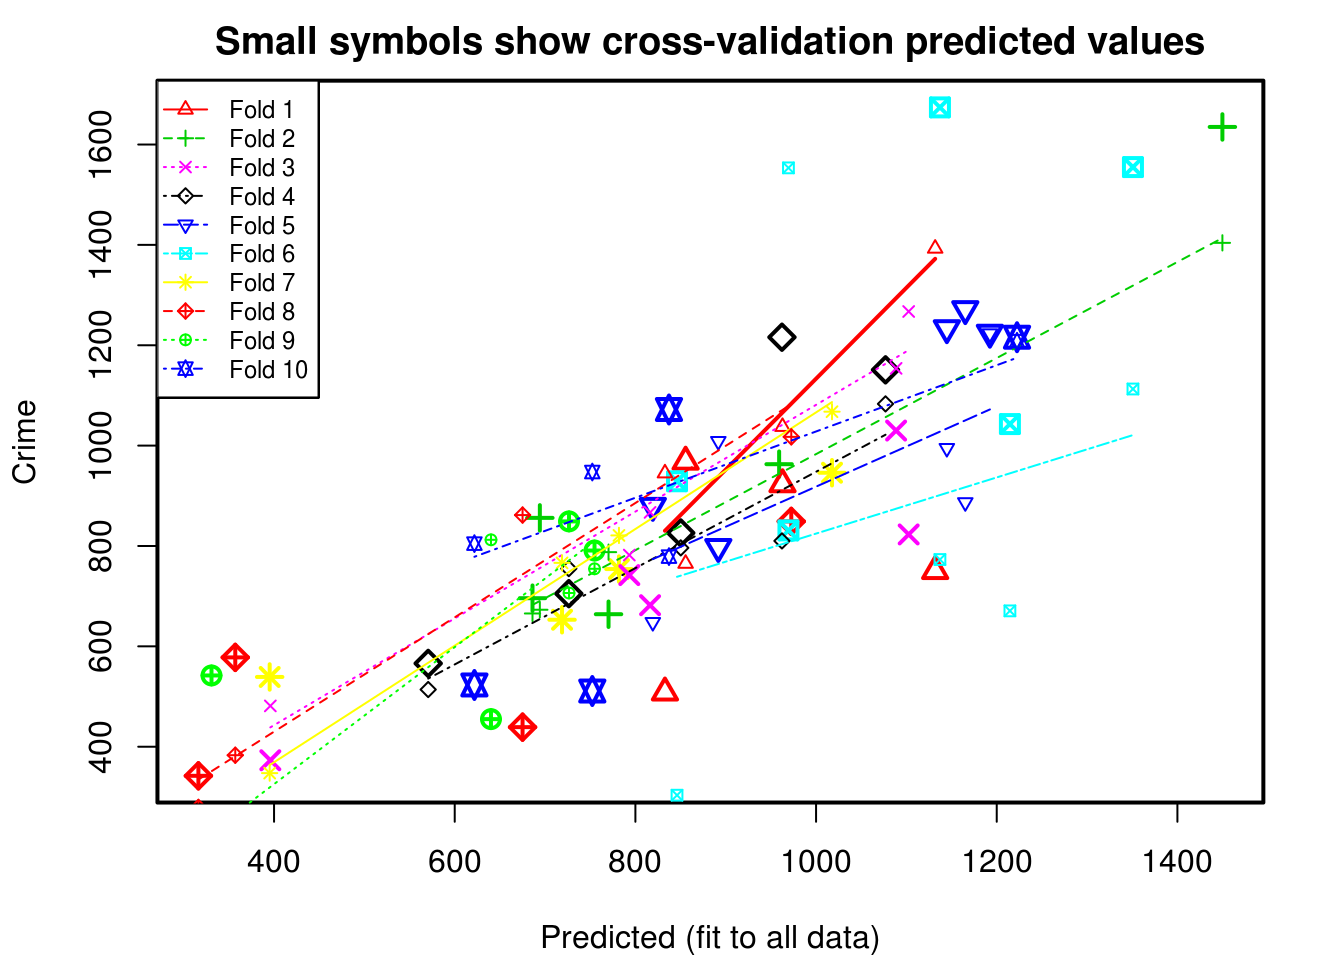 Small symbols show cross-validation predicted values
Fold 1
Fold 2
Fold 3
Fold 4
Fold 5
Fold 6
Fold 7
Fold 8
Fold 9
Fold 10
1600
1400
1200
1000
800
600
400
Crime
400 600 800 1000 1200 1400
Predicted (fit to all data)